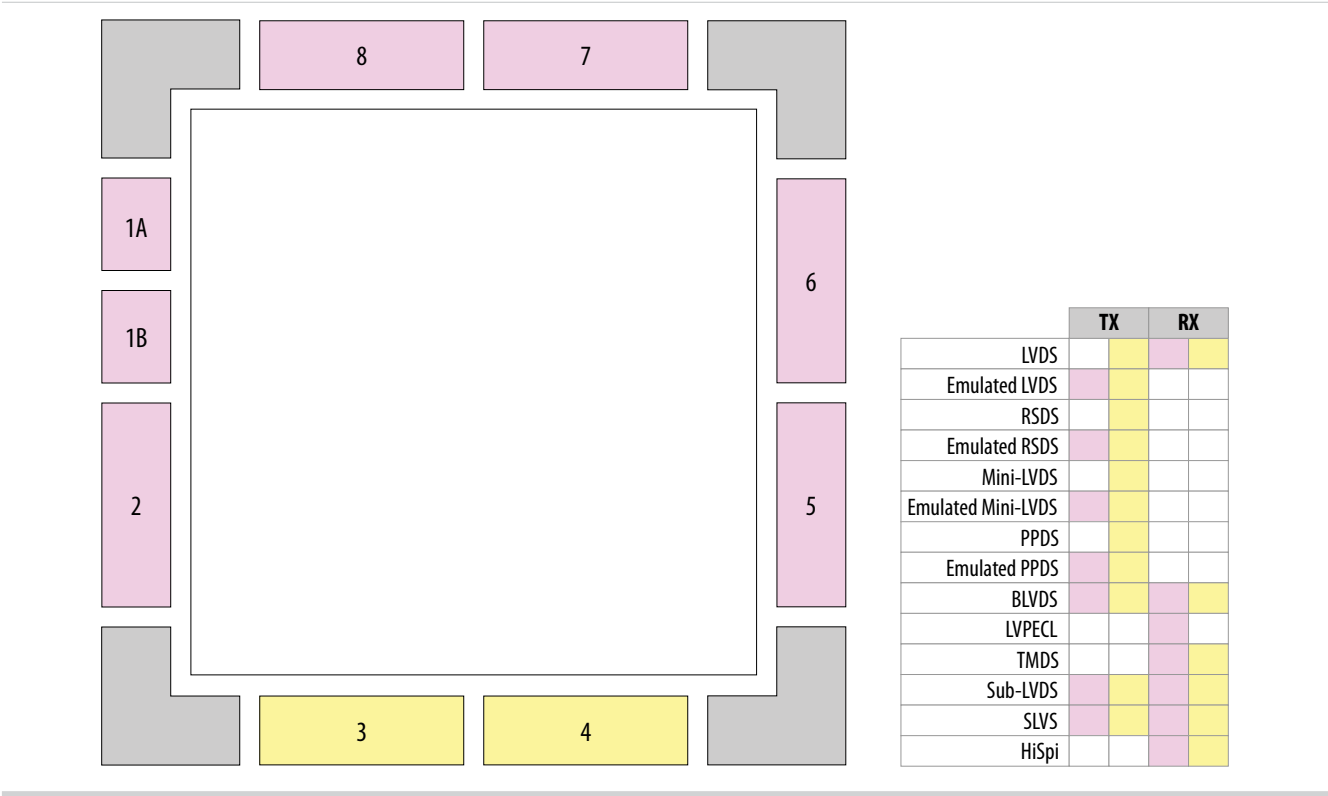 8 7
1A
6
1B
TX RX
LVDS
Emulated LVDS
RSDS
Emulated RSDS
Mini-LVDS
2 5
Emulated Mini-LVDS
PPDS
Emulated PPDS
BLVDS
LVPECL
TMDS
Sub-LVDS
SLVS
3 4
HiSpi